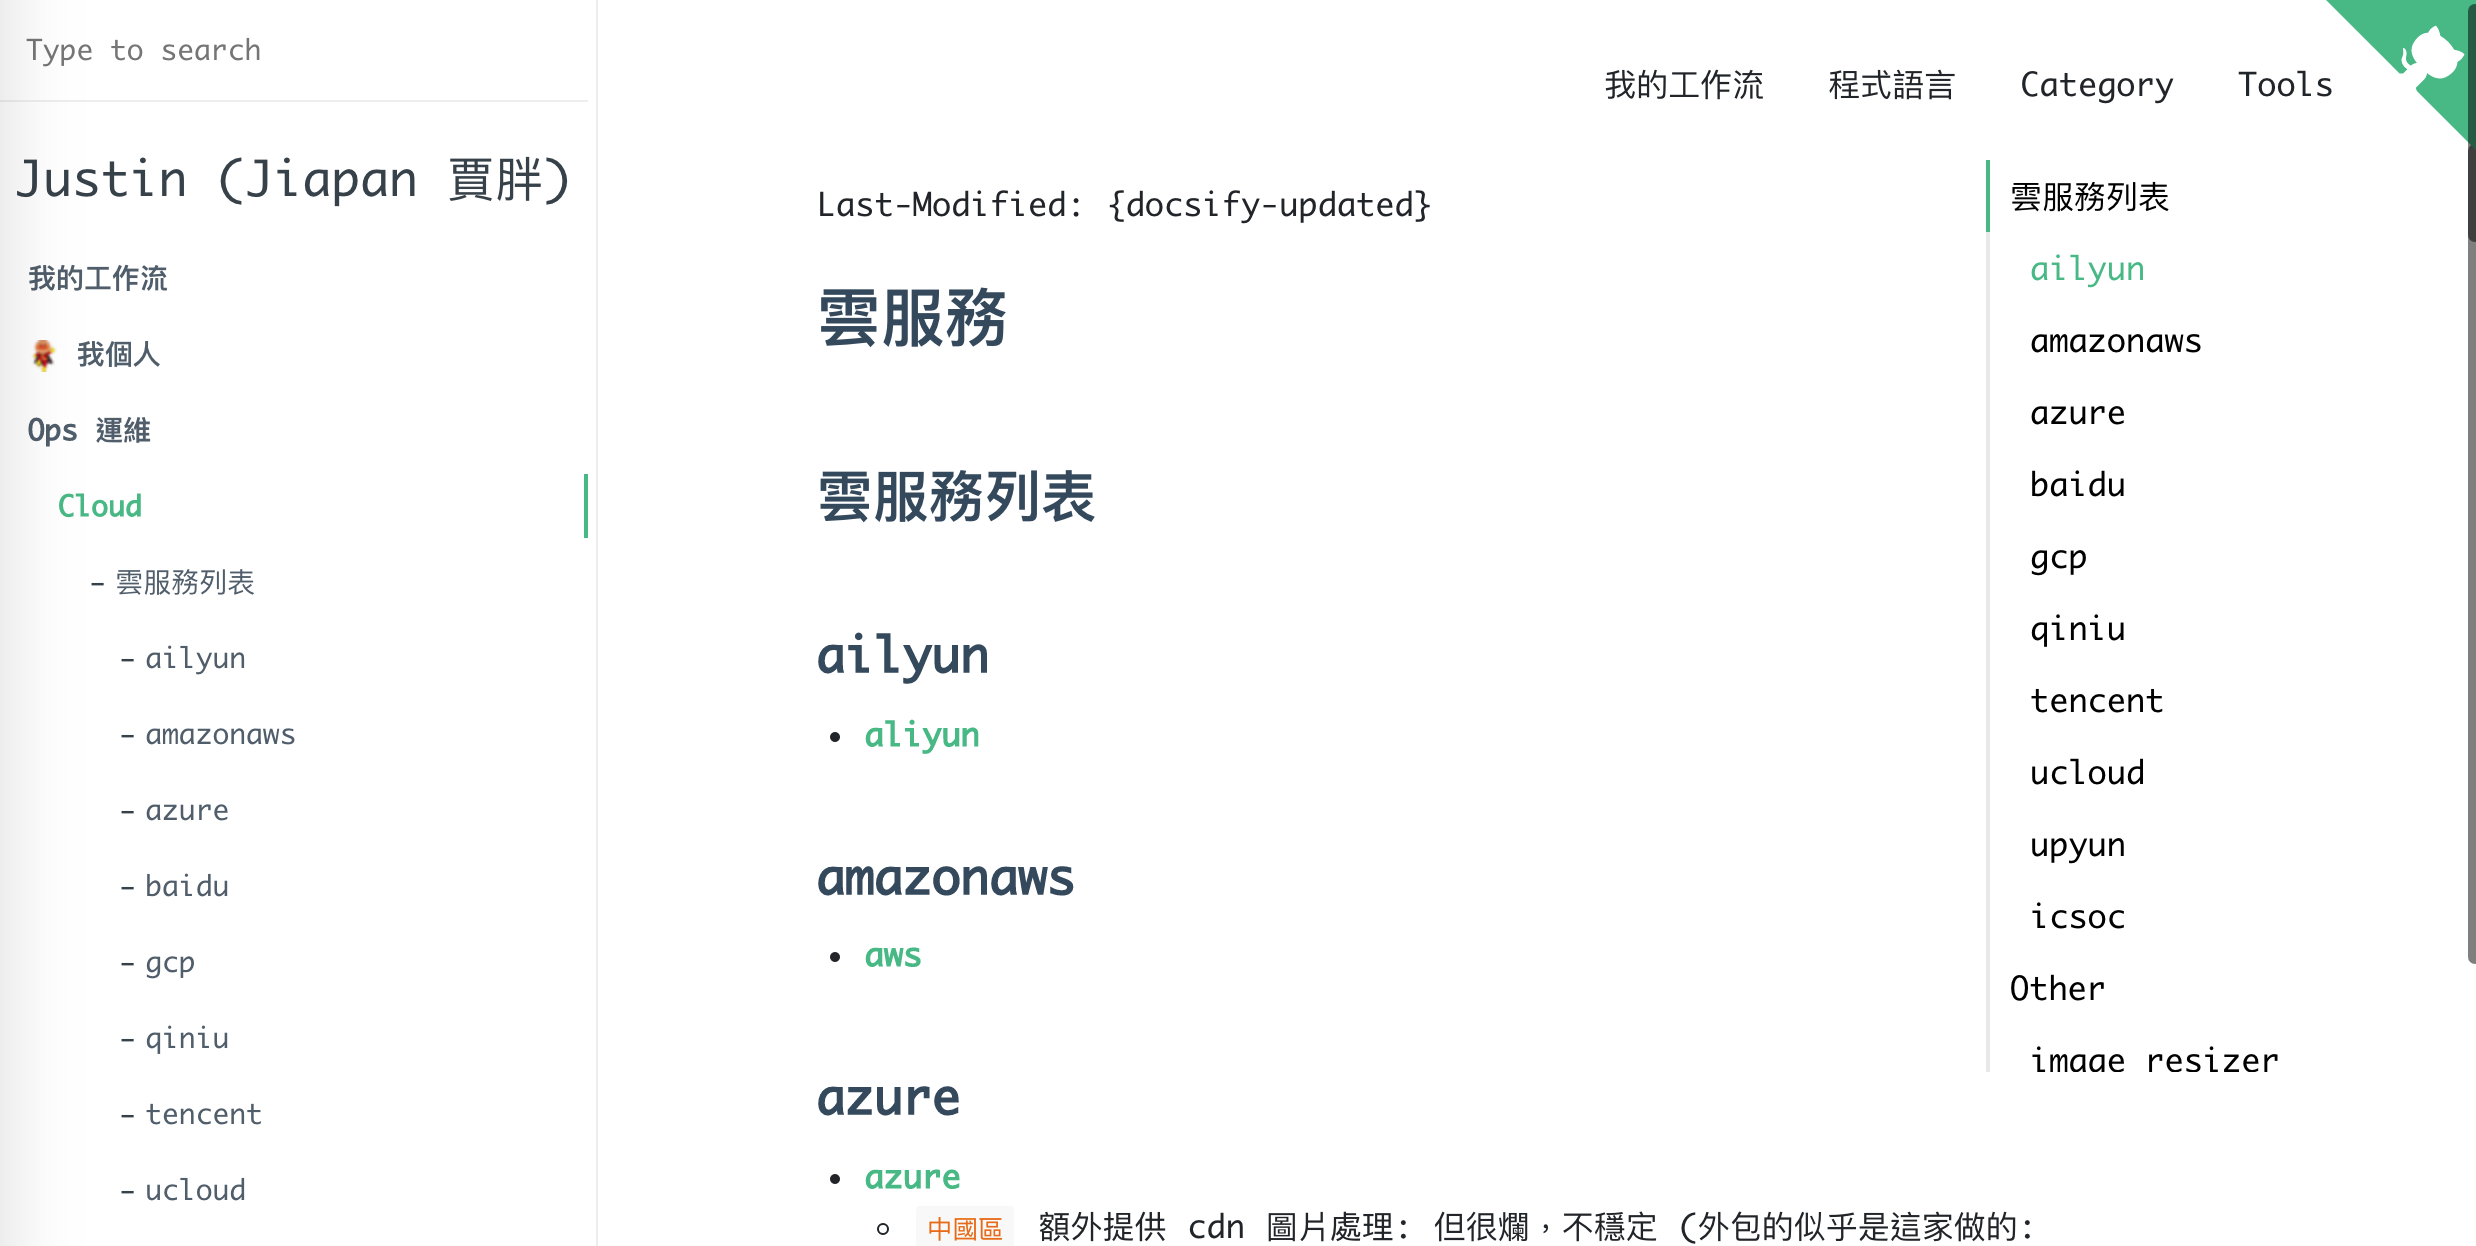 Type to search
Justin (Jiapan 賈胖)
我的工作流
我個人
Ops 運維
Cloud
– 雲服務列表
– ailyun
– amazonaws
– azure
– baidu
– gcp
– qiniu
– tencent
– ucloud
我的工作流 程式語言 Category Tools
Last-Modified: {docsify-updated}
雲服務
雲服務列表
ailyun
• aliyun
amazonaws
• aws
azure
• azure
◦ 中國區 額外提供 cdn 圖片處理: 但很爛，不穩定 (外包的似乎是這家做的:
雲服務列表
ailyun
amazonaws
azure
baidu
gcp
qiniu
tencent
ucloud
upyun
icsoc
Other
image resizer